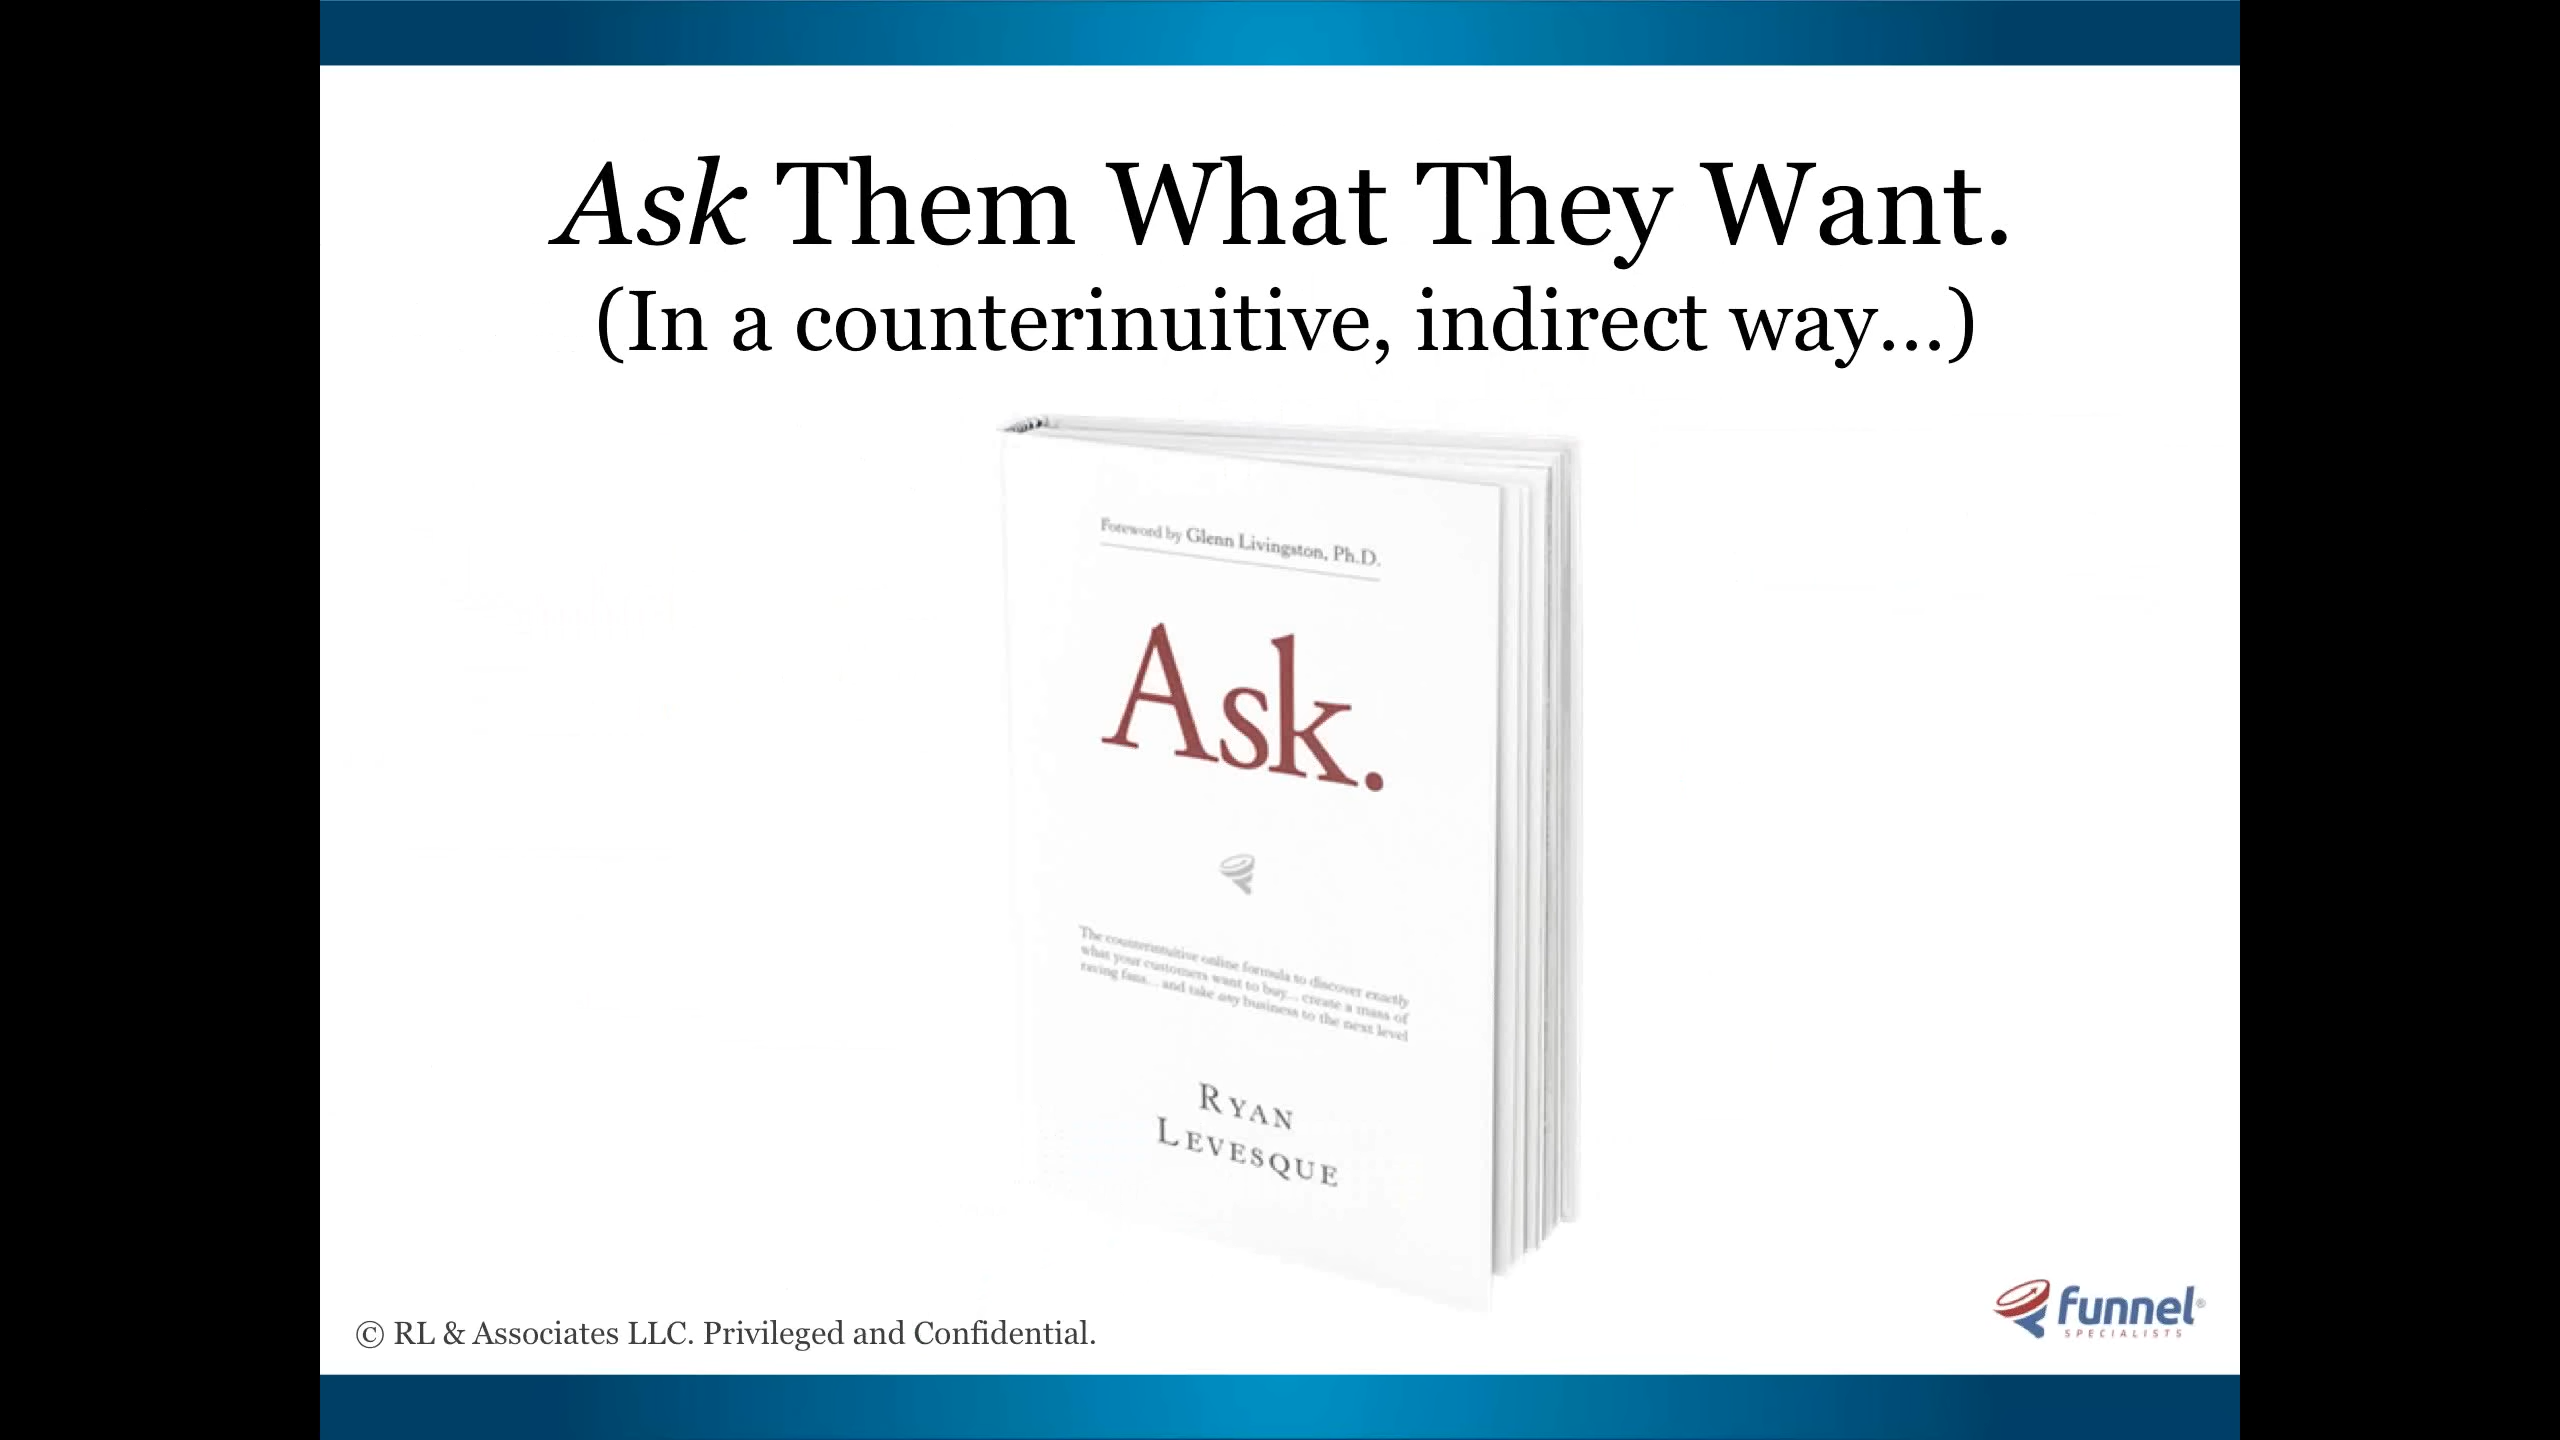 Ask Them What They Want.
(In a counterinuitive, indirect way...)
Foreword by Glenn Livingston, Ph.D.
Ask.
The counterintuitive online formula to discover exactly
what your customers want to buy... create a mass of
raving fans... and take any business to the next level
RYAN
LEVESQUE
© RL & Associates LLC. Privileged and Confidential.
funnel®
SPECIALISTS